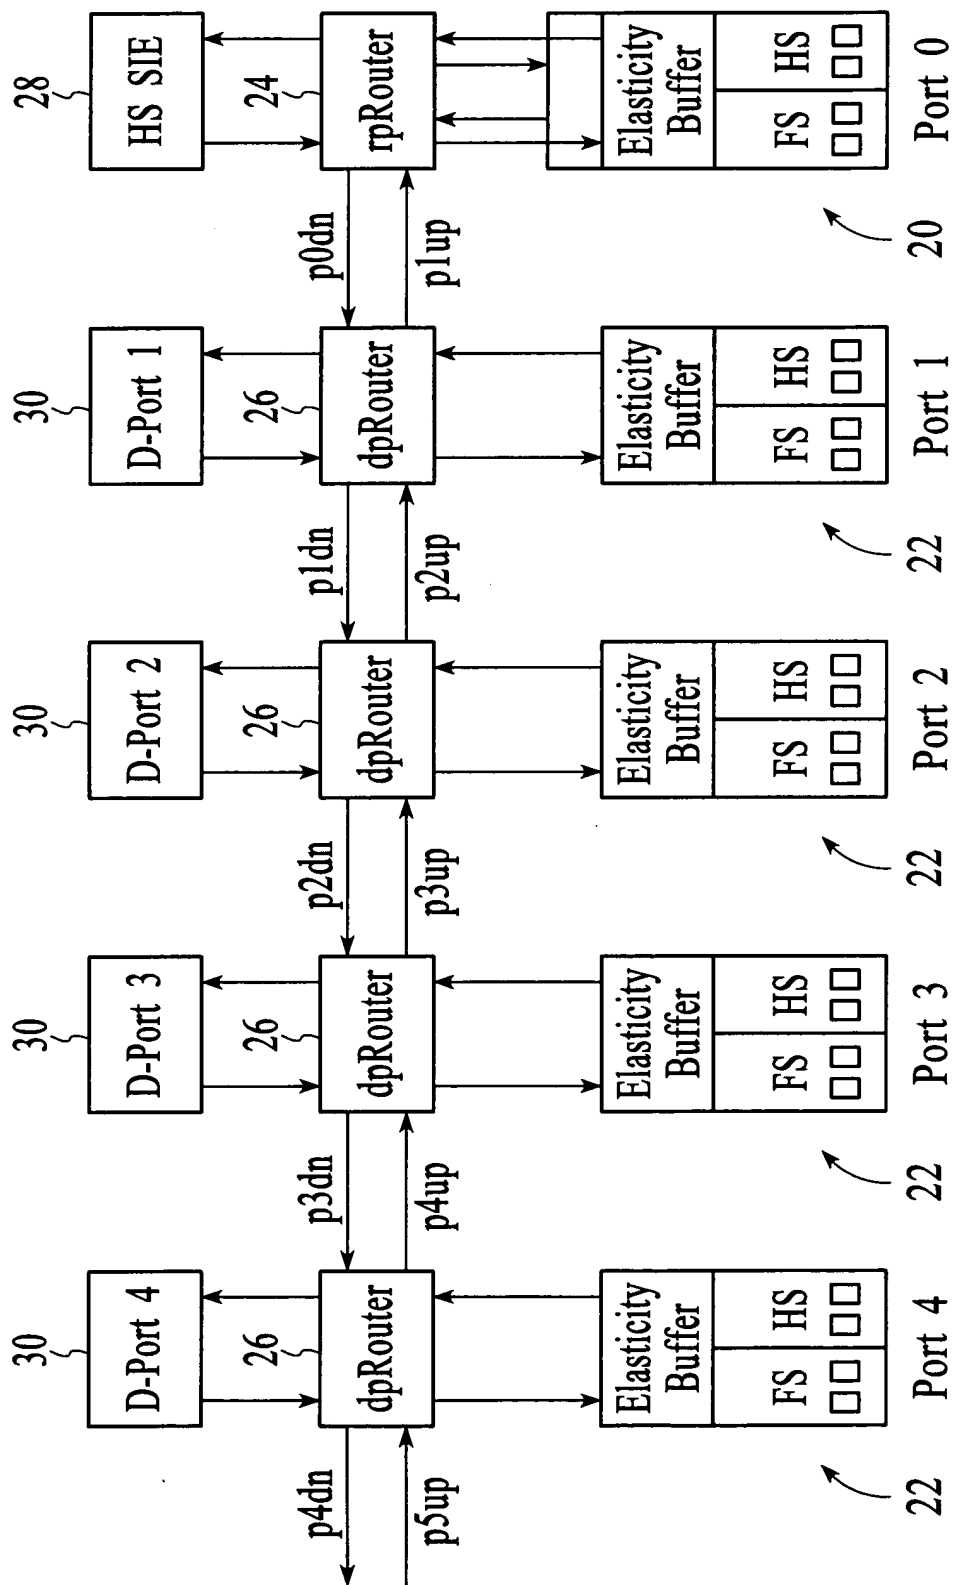 28
HS SIE
24
rpRouter
Elasticity
Buffer
FS
HS
Port 0
20
p0dn
p1up
30
D-Port 1
26
dpRouter
Elasticity
Buffer
FS
HS
Port 1
22
p1dn
p2up
30
D-Port 2
26
dpRouter
Elasticity
Buffer
FS
HS
Port 2
22
p2dn
p3up
30
D-Port 3
26
dpRouter
Elasticity
Buffer
FS
HS
Port 3
22
p3dn
p4up
30
D-Port 4
26
dpRouter
Elasticity
Buffer
FS
HS
Port 4
22
p4dn
p5up